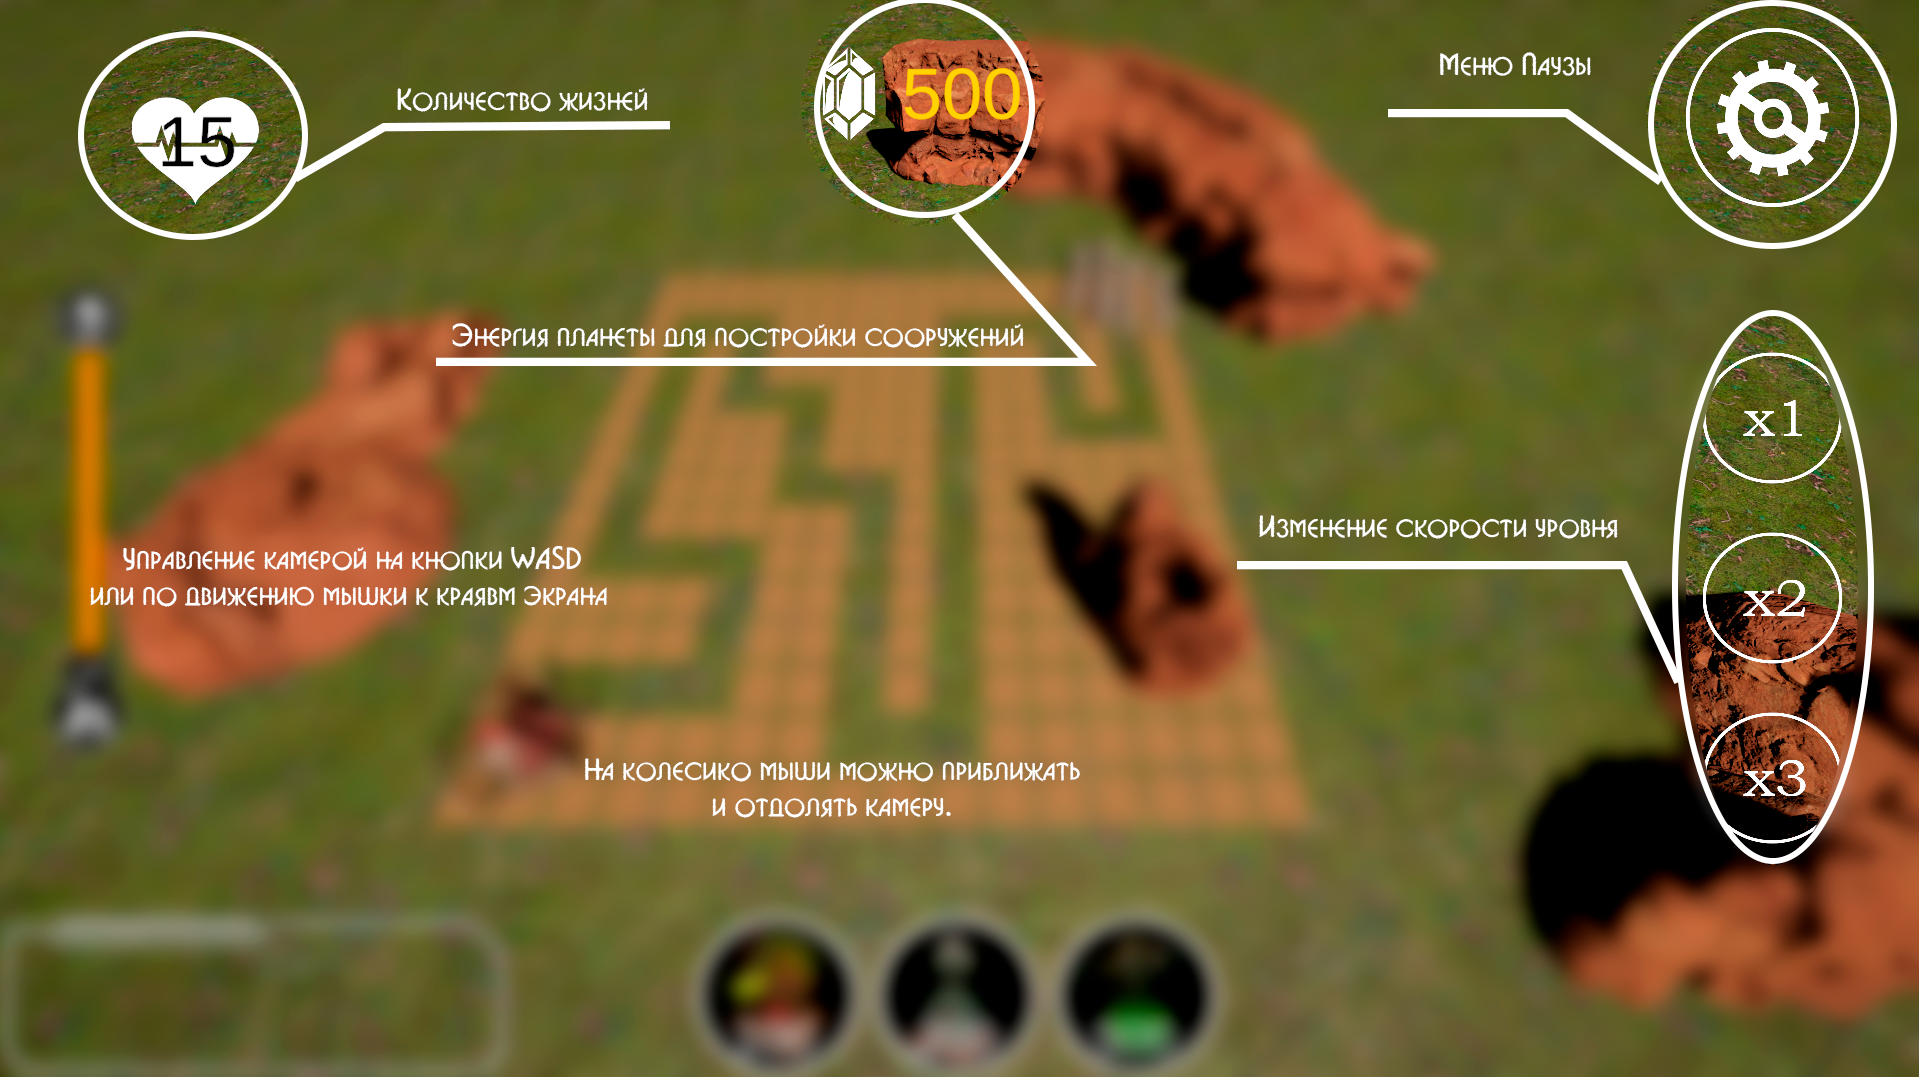 15
Количество жизней
500
Меню Паузы
Энергия планеты для постройки сооружений
x1
x2
x3
Изменение скорости уровня
Управление камерой на кнопки WASD
или по движению мышки к краявм экрана
На колесико мыши можно приближать
и отдолять камеру.